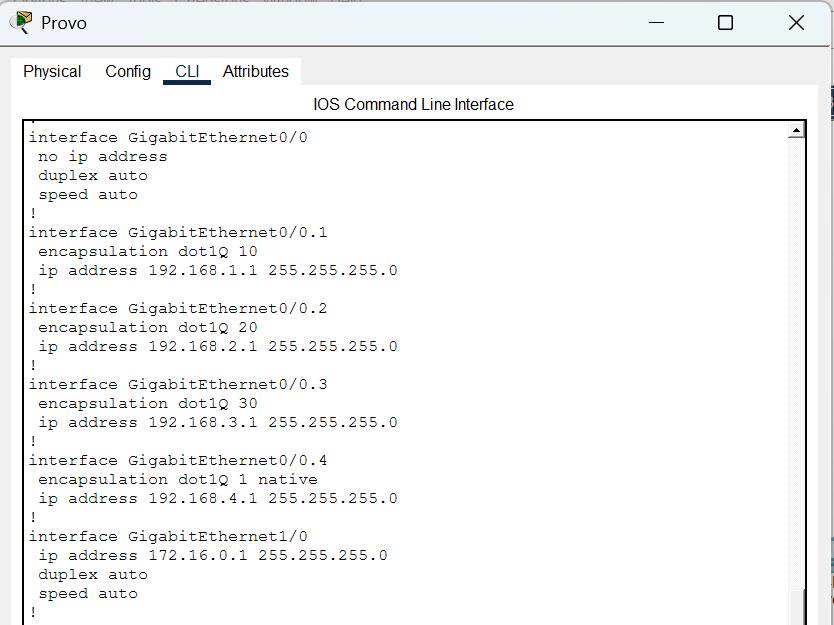 Provo
Physical Config CLI Attributes
IOS Command Line Interface
interface GigabitEthernet0/0
no ip address
duplex auto
speed auto
!
interface GigabitEthernet0/0.1
encapsulation dot1Q 10
ip address 192.168.1.1 255.255.255.0
!
interface GigabitEthernet0/0.2
encapsulation dot1Q 20
ip address 192.168.2.1 255.255.255.0
!
interface GigabitEthernet0/0.3
encapsulation dot1Q 30
ip address 192.168.3.1 255.255.255.0
!
interface GigabitEthernet0/0.4
encapsulation dot1Q 1 native
ip address 192.168.4.1 255.255.255.0
!
interface GigabitEthernet1/0
ip address 172.16.0.1 255.255.255.0
duplex auto
speed auto
!